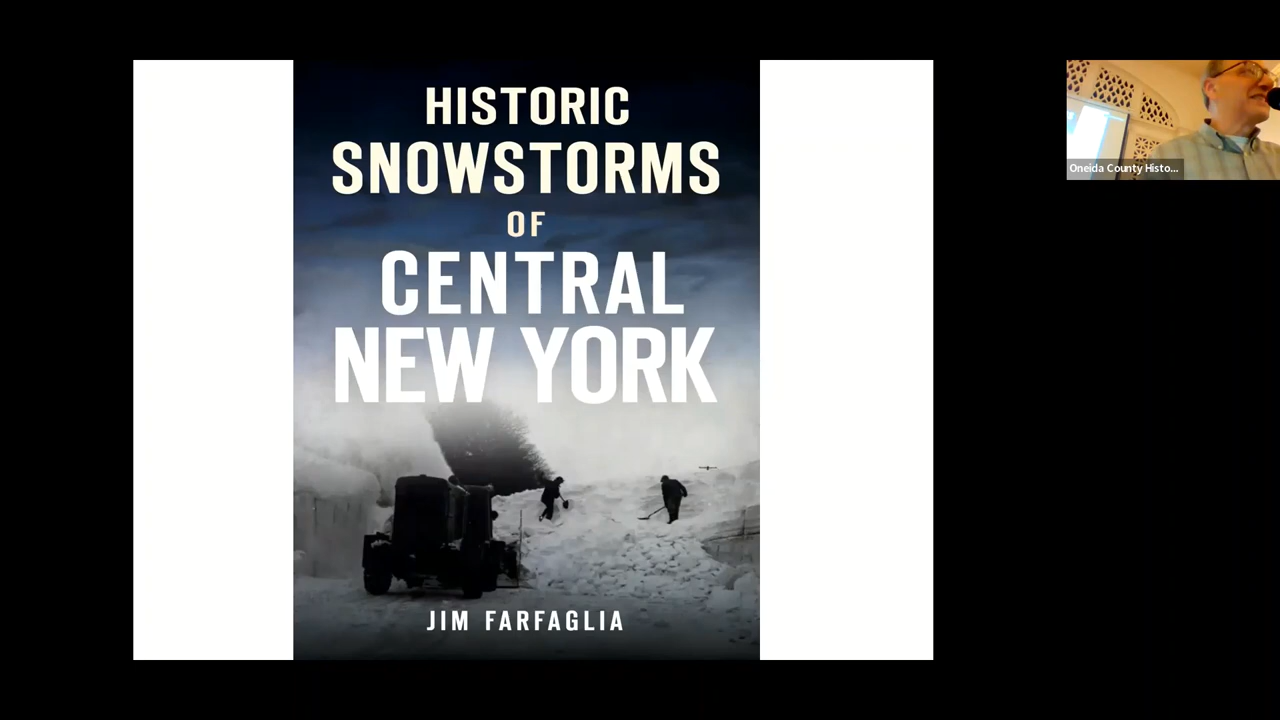 HISTORIC
SNOWSTORMS
OF
CENTRAL
NEW YORK
JIM FARFAGLIA
Oneida County Histo...